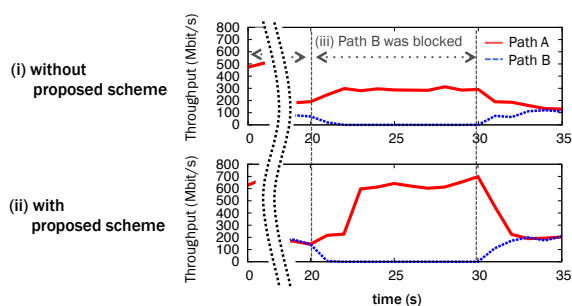 800
700
600
500
400
300
200
100
0
Throughput (Mbit/s)
(iii) Path B was blocked
Path A
Path B
(i) without
proposed scheme
0 20 25 30 35
800
700
600
500
400
300
200
100
0
Throughput (Mbit/s)
(ii) with
proposed scheme
0 20 25 30 35
time (s)